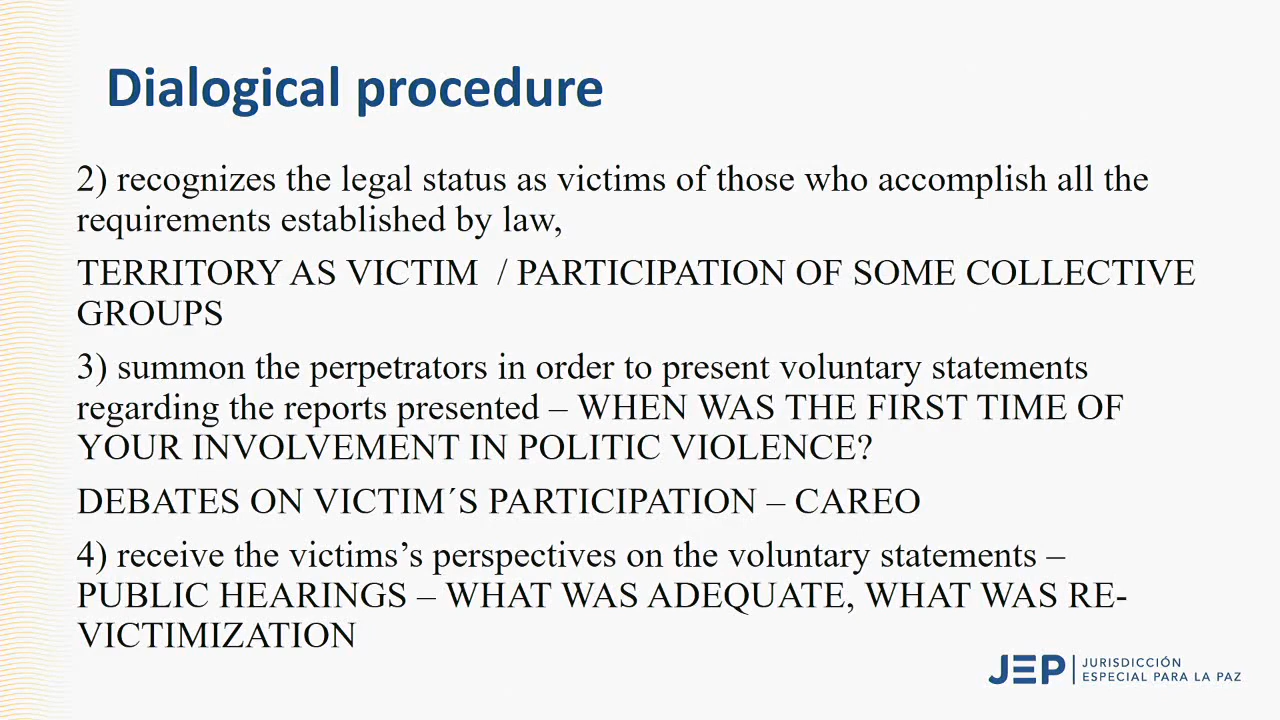 Dialogical procedure
2) recognizes the legal status as victims of those who accomplish all the
requirements established by law,
TERRITORY AS VICTIM / PARTICIPATION OF SOME COLLECTIVE
GROUPS
3) summon the perpetrators in order to present voluntary statements
regarding the reports presented – WHEN WAS THE FIRST TIME OF
YOUR INVOLVEMENT IN POLITIC VIOLENCE?
DEBATES ON VICTIM´S PARTICIPATION – CAREO
4) receive the victims’s perspectives on the voluntary statements –
PUBLIC HEARINGS – WHAT WAS ADEQUATE, WHAT WAS RE-
VICTIMIZATION
JEP
JURISDICCIÓN
ESPECIAL PARA LA PAZ